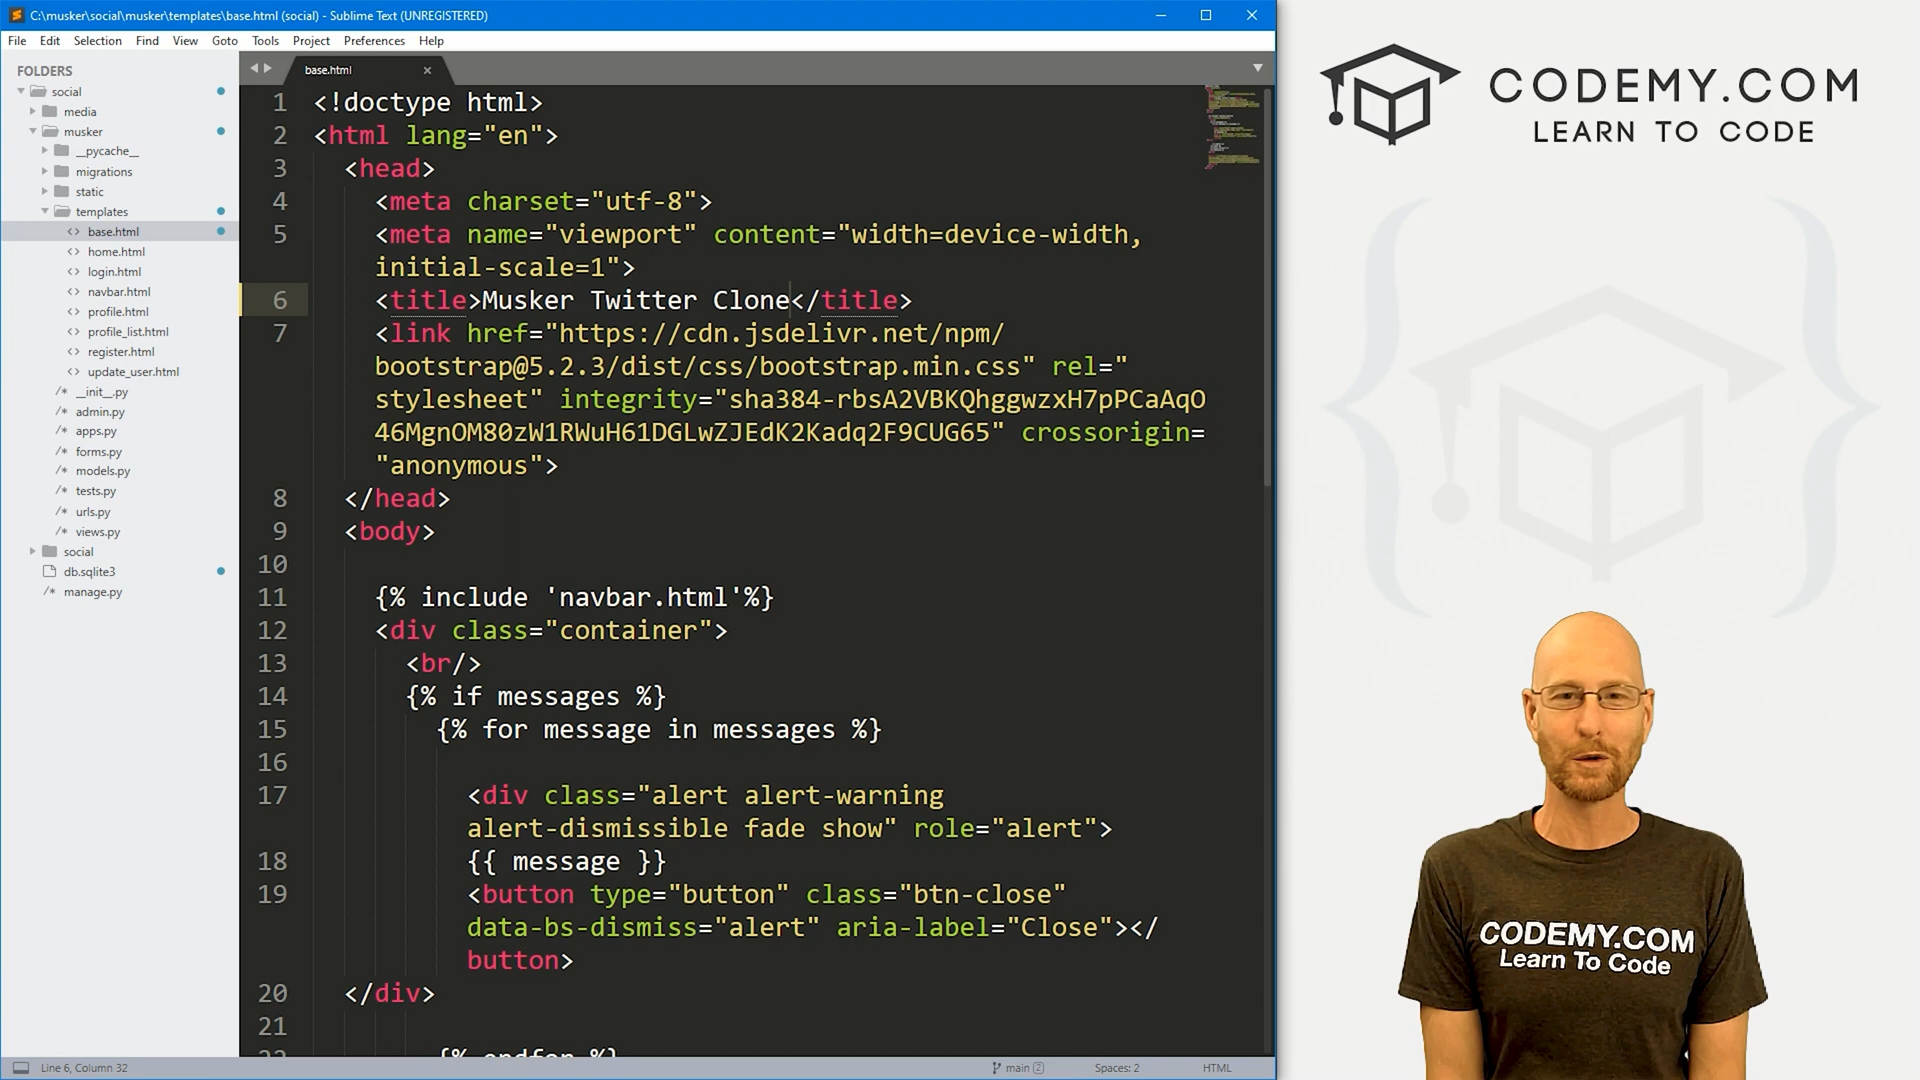 C:\musker\social\musker\templates\base.html (social) - Sublime Text (UNREGISTERED)
File Edit Selection Find View Goto Tools Project Preferences Help
FOLDERS
social
media
musker
__pycache__
migrations
static
templates
<> base.html
<> home.html
<> login.html
<> navbar.html
<> profile.html
<> profile_list.html
<> register.html
<> update_user.html
/* __init__.py
/* admin.py
/* apps.py
/* forms.py
/* models.py
/* tests.py
/* urls.py
/* views.py
social
db.sqlite3
/* manage.py
base.html
1 <!doctype html>
2 <html lang="en">
3 <head>
4 <meta charset="utf-8">
5 <meta name="viewport" content="width=device-width,
initial-scale=1">
6 <title>Musker Twitter Clone</title>
7 <link href="https://cdn.jsdelivr.net/npm/
bootstrap@5.2.3/dist/css/bootstrap.min.css" rel="
stylesheet" integrity="sha384-rbsA2VBKQhggwzxH7pPCaAqO
46MgnOM80zW1RWuH61DGLwZJEdK2Kadq2F9CUG65" crossorigin=
"anonymous">
8 </head>
9 <body>
10
11 {% include 'navbar.html'%}
12 <div class="container">
13 <br/>
14 {% if messages %}
15 {% for message in messages %}
16
17 <div class="alert alert-warning
alert-dismissible fade show" role="alert">
18 {{ message }}
19 <button type="button" class="btn-close"
data-bs-dismiss="alert" aria-label="Close"></
button>
20 </div>
21
22 {% endfor %}
Line 6, Column 32
main 2
Spaces: 2
HTML
CODEMY.COM
LEARN TO CODE
CODEMY.COM
Learn To Code